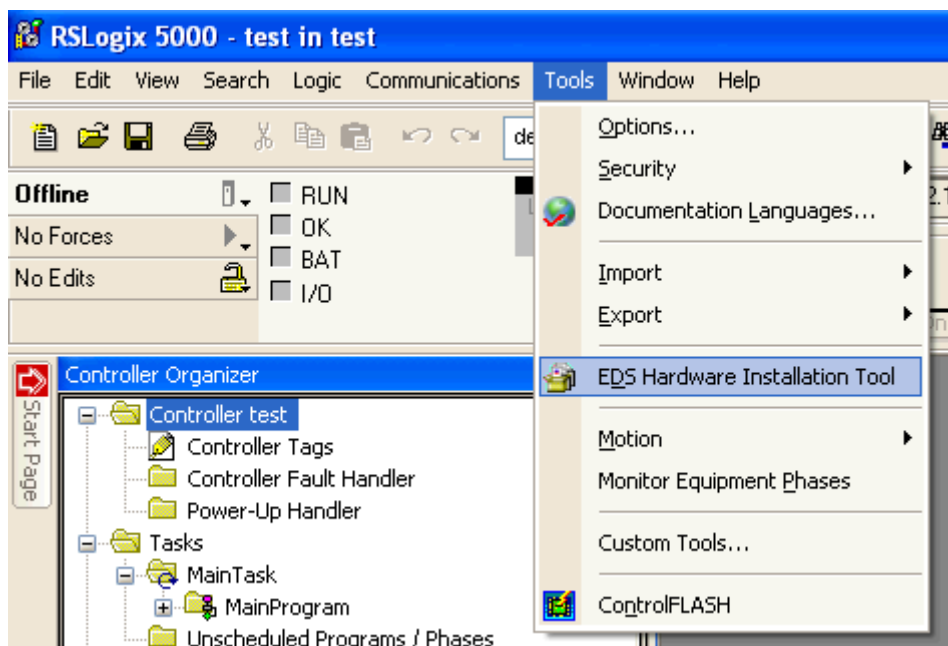 RSLogix 5000 - test in test
File Edit View Search Logic Communications Tools Window Help
de
Offline
RUN
No Forces
OK
No Edits
BAT
I/O
Options...
Security
Documentation Languages...
Import
Export
EDS Hardware Installation Tool
Motion
Monitor Equipment Phases
Custom Tools...
ControlFLASH
Start Page
Controller Organizer
Controller test
Controller Tags
Controller Fault Handler
Power-Up Handler
Tasks
MainTask
MainProgram
Unscheduled Programs / Phases